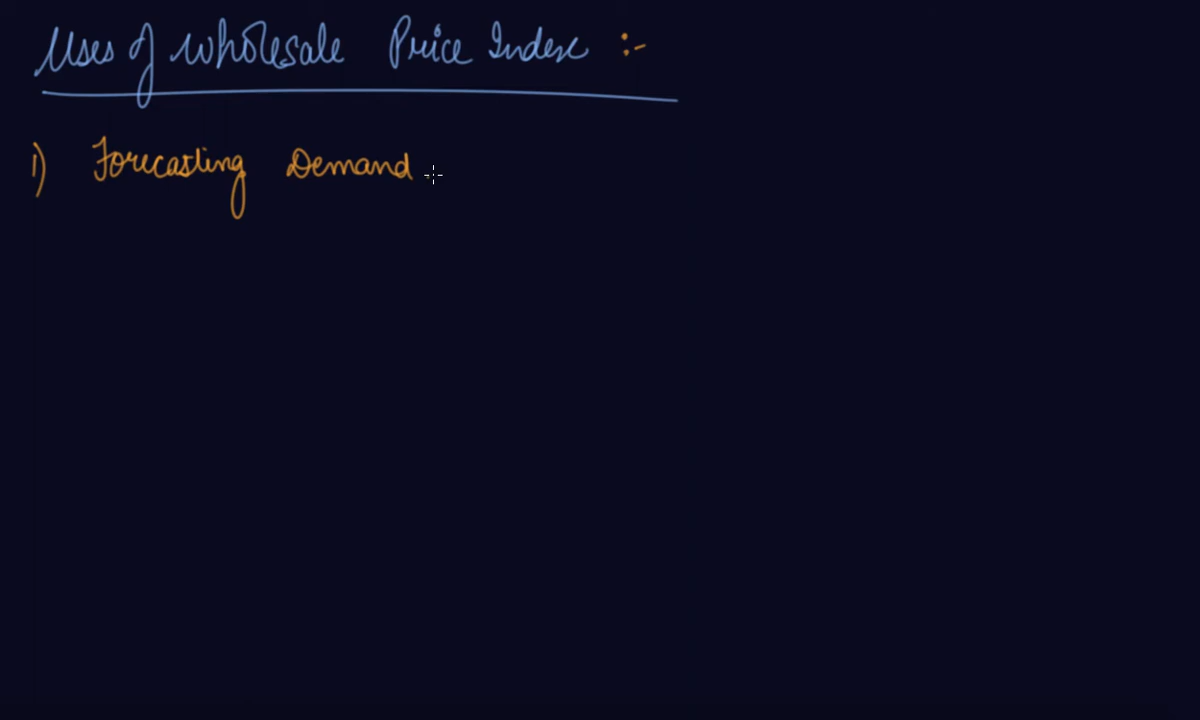 Uses of Wholesale Price Index :-
1) Forecasting Demand